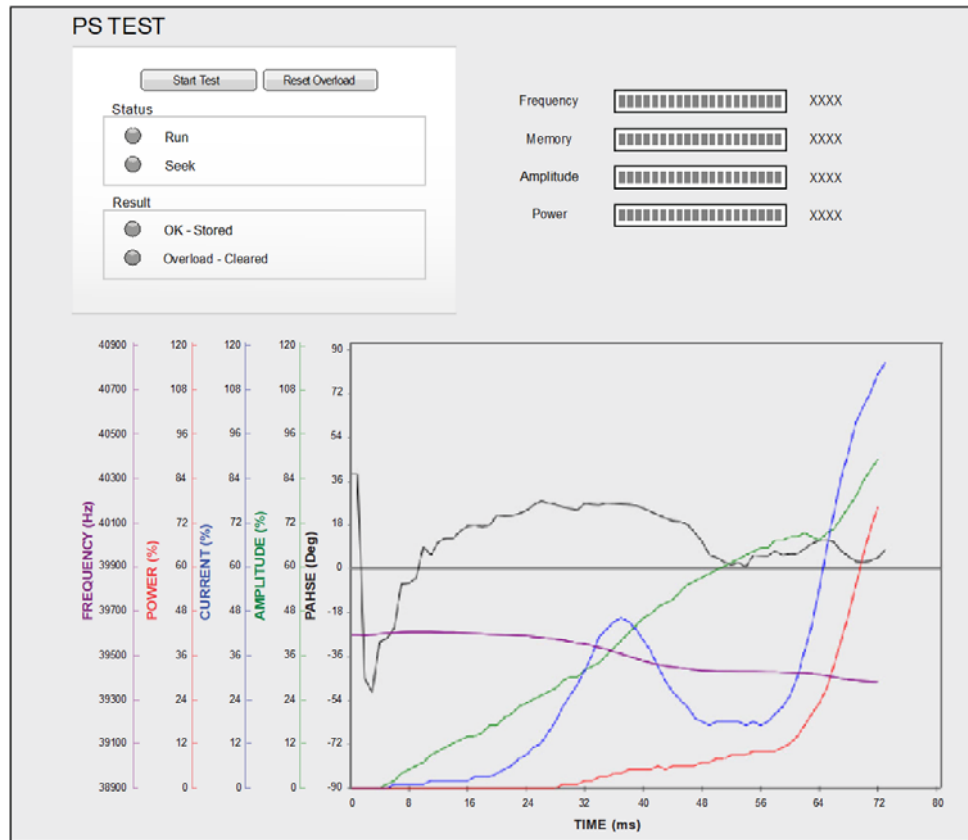 PS TEST
Start Test Reset Overload
Status
Run
Seek
Result
OK - Stored
Overload - Cleared
Frequency XXXX
Memory XXXX
Amplitude XXXX
Power XXXX
40900 120 120 120 90
40700 108 108 108 72
40500 96 96 96 54
40300 84 84 84 36
40100 72 72 72 18
39900 60 60 60 0
39700 48 48 48 -18
39500 36 36 36 -36
39300 24 24 24 -54
39100 12 12 12 -72
38900 0 0 0 -90
FREQUENCY (Hz)
POWER (%)
CURRENT (%)
AMPLITUDE (%)
PAHSE (Deg)
0 8 16 24 32 40 48 56 64 72 80
TIME (ms)